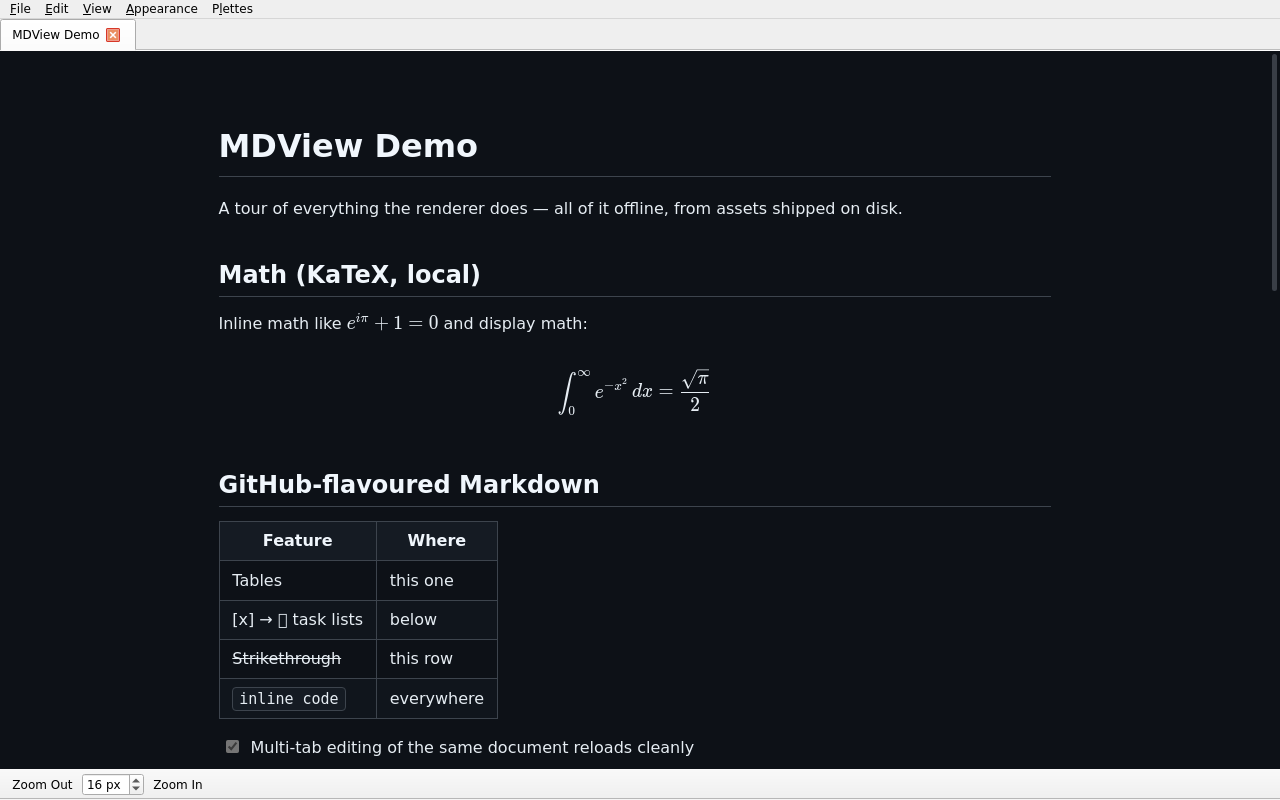 File Edit View Appearance Plettes
MDView Demo
MDView Demo
A tour of everything the renderer does — all of it offline, from assets shipped on disk.
Math (KaTeX, local)
Inline math like e^{iπ} + 1 = 0 and display math:
∫_0^∞ e^{-x^2} dx = √π / 2
GitHub-flavoured Markdown
Feature Where
Tables this one
[x] → ▯ task lists below
Strikethrough this row
inline code everywhere
Multi-tab editing of the same document reloads cleanly
Zoom Out 16 px Zoom In